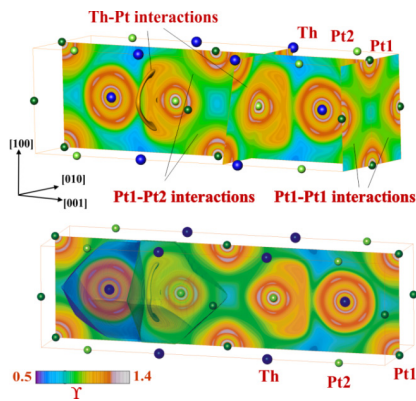 Th-Pt interactions
Th
Pt2
Pt1
[100]
[010]
[001]
Pt1-Pt2 interactions
Pt1-Pt1 interactions
0.5
1.4
ϒ
Th
Pt2
Pt1